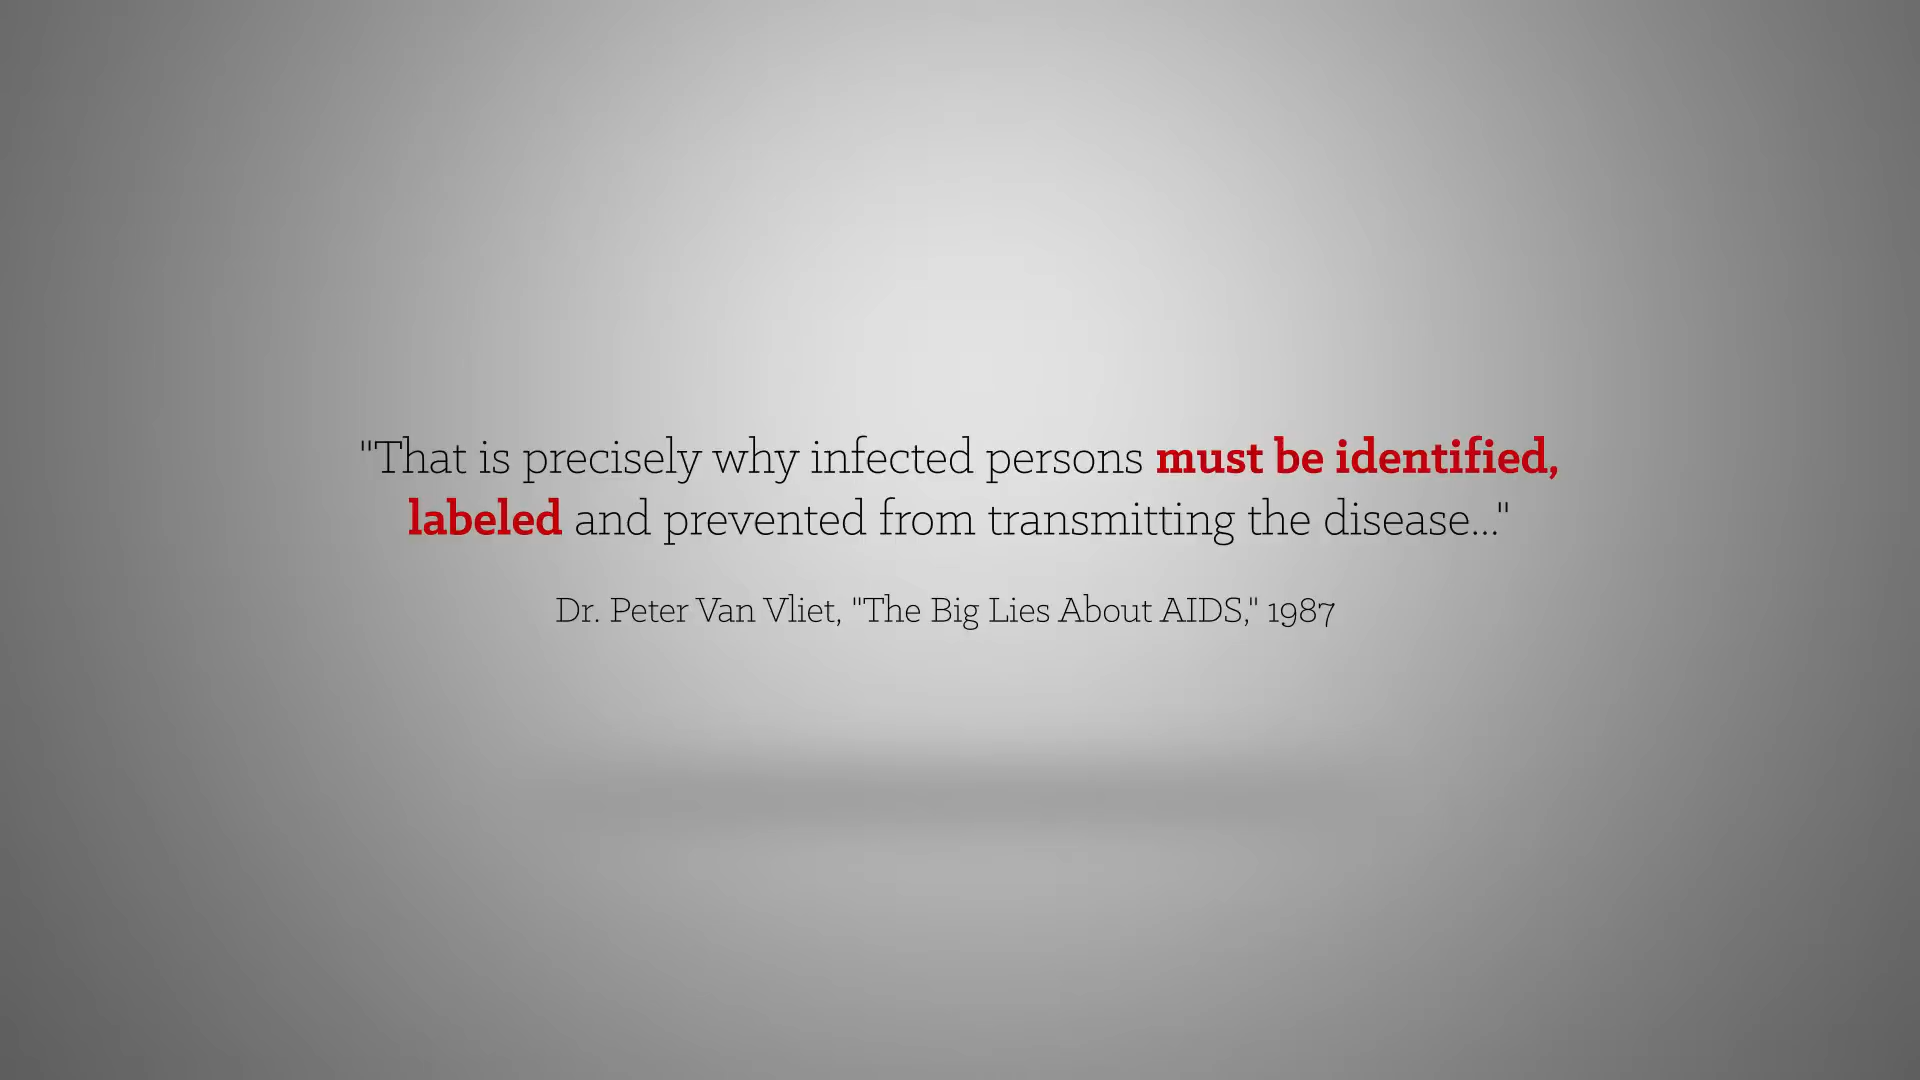 "That is precisely why infected persons must be identified,
labeled and prevented from transmitting the disease..."
Dr. Peter Van Vliet, "The Big Lies About AIDS," 1987